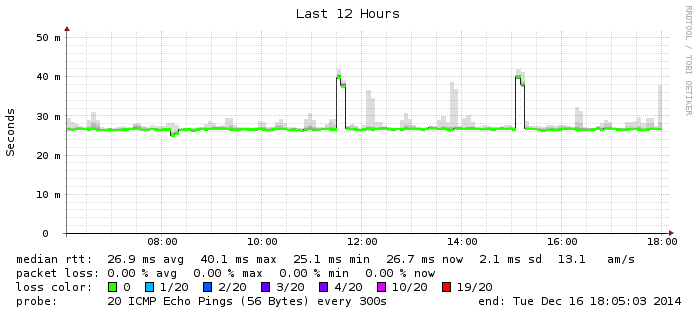 Last 12 Hours
RRDTOOL / TOBI OETIKER
Seconds
50 m
40 m
30 m
20 m
10 m
0
08:00 10:00 12:00 14:00 16:00 18:00
median rtt: 26.9 ms avg 40.1 ms max 25.1 ms min 26.7 ms now 2.1 ms sd 13.1 am/s
packet loss: 0.00 % avg 0.00 % max 0.00 % min 0.00 % now
loss color: 0 1/20 2/20 3/20 4/20 10/20 19/20
probe: 20 ICMP Echo Pings (56 Bytes) every 300s end: Tue Dec 16 18:05:03 2014